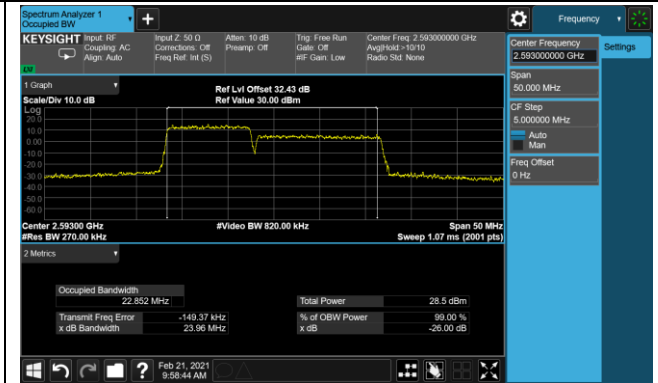 Spectrum Analyzer 1
Occupied BW
+
Frequency
KEYSIGHT
Input: RF
Coupling: AC
Align: Auto
Input Z: 50 Ω
Corrections: Off
Freq Ref: Int (S)
Atten: 10 dB
Preamp: Off
Trig: Free Run
Gate: Off
#IF Gain: Low
Center Freq: 2.593000000 GHz
Avg|Hold:>10/10
Radio Std: None
Center Frequency
2.593000000 GHz
Settings
Span
50.000 MHz
CF Step
5.000000 MHz
Auto
Man
Freq Offset
0 Hz
1 Graph
Scale/Div 10.0 dB
Ref Lvl Offset 32.43 dB
Ref Value 30.00 dBm
Log
20.0
10.0
0.00
-10.0
-20.0
-30.0
-40.0
-50.0
-60.0
Center 2.59300 GHz
#Res BW 270.00 kHz
#Video BW 820.00 kHz
Span 50 MHz
Sweep 1.07 ms (2001 pts)
2 Metrics
Occupied Bandwidth
22.852 MHz
Total Power 28.5 dBm
Transmit Freq Error -149.37 kHz
% of OBW Power 99.00 %
x dB Bandwidth 23.96 MHz
x dB -26.00 dB
?
Feb 21, 2021
9:58:44 AM